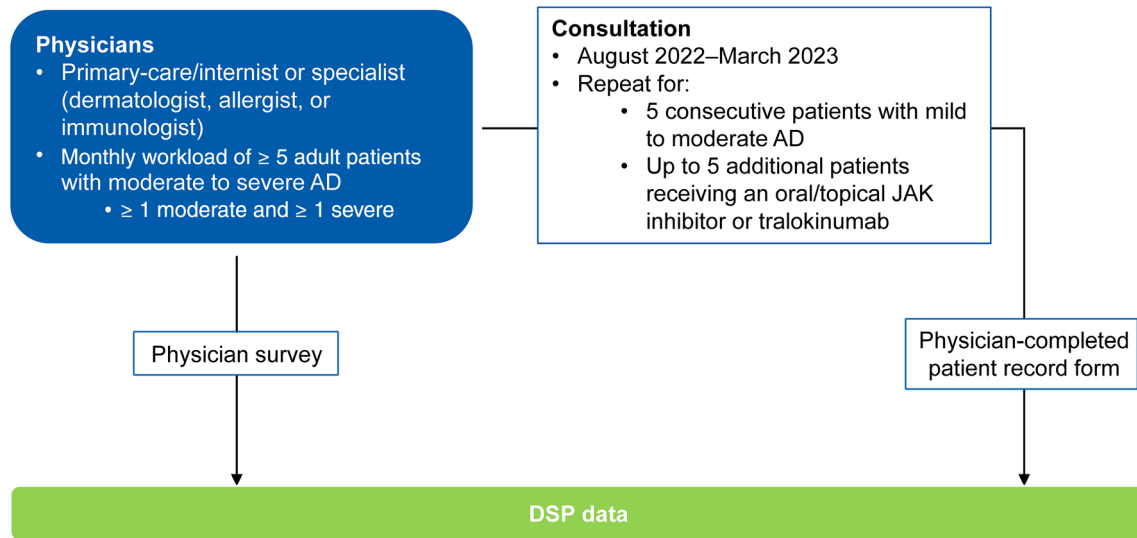 Physicians
• Primary-care/internist or specialist
(dermatologist, allergist, or
immunologist)
• Monthly workload of ≥ 5 adult patients
with moderate to severe AD
• ≥ 1 moderate and ≥ 1 severe
Consultation
• August 2022–March 2023
• Repeat for:
• 5 consecutive patients with mild
to moderate AD
• Up to 5 additional patients
receiving an oral/topical JAK
inhibitor or tralokinumab
Physician survey
Physician-completed
patient record form
DSP data